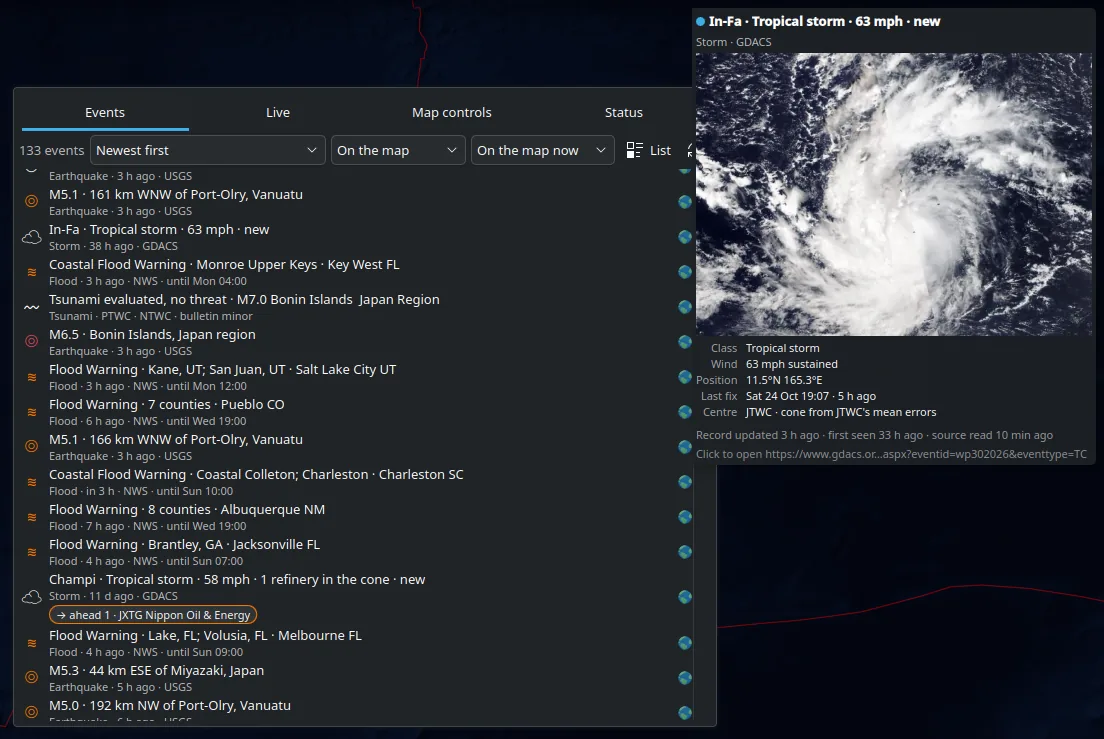 In-Fa · Tropical storm · 63 mph · new
Storm · GDACS
Events
Live
Map controls
Status
133 events
Newest first
On the map
On the map now
List
Earthquake · 3 h ago · USGS
M5.1 · 161 km WNW of Port-Olry, Vanuatu
Earthquake · 3 h ago · USGS
In-Fa · Tropical storm · 63 mph · new
Storm · 38 h ago · GDACS
Coastal Flood Warning · Monroe Upper Keys · Key West FL
Flood · 3 h ago · NWS · until Mon 04:00
Tsunami evaluated, no threat · M7.0 Bonin Islands  Japan Region
Tsunami · PTWC · NTWC · bulletin minor
M6.5 · Bonin Islands, Japan region
Earthquake · 3 h ago · USGS
Flood Warning · Kane, UT; San Juan, UT · Salt Lake City UT
Flood · 3 h ago · NWS · until Mon 12:00
Flood Warning · 7 counties · Pueblo CO
Flood · 6 h ago · NWS · until Wed 19:00
M5.1 · 166 km WNW of Port-Olry, Vanuatu
Earthquake · 3 h ago · USGS
Coastal Flood Warning · Coastal Colleton; Charleston · Charleston SC
Flood · in 3 h · NWS · until Sun 10:00
Flood Warning · 8 counties · Albuquerque NM
Flood · 7 h ago · NWS · until Wed 19:00
Flood Warning · Brantley, GA · Jacksonville FL
Flood · 4 h ago · NWS · until Sun 07:00
Champi · Tropical storm · 58 mph · 1 refinery in the cone · new
Storm · 11 d ago · GDACS
→ ahead 1 · JXTG Nippon Oil & Energy
Flood Warning · Lake, FL; Volusia, FL · Melbourne FL
Flood · 4 h ago · NWS · until Sun 09:00
M5.3 · 44 km ESE of Miyazaki, Japan
Earthquake · 5 h ago · USGS
M5.0 · 192 km NW of Port-Olry, Vanuatu
Earthquake · 6 h ago · USGS
Class Tropical storm
Wind 63 mph sustained
Position 11.5°N 165.3°E
Last fix Sat 24 Oct 19:07 · 5 h ago
Centre JTWC · cone from JTWC's mean errors
Record updated 3 h ago · first seen 33 h ago · source read 10 min ago
Click to open https://www.gdacs.or...aspx?eventid=wp302026&eventtype=TC